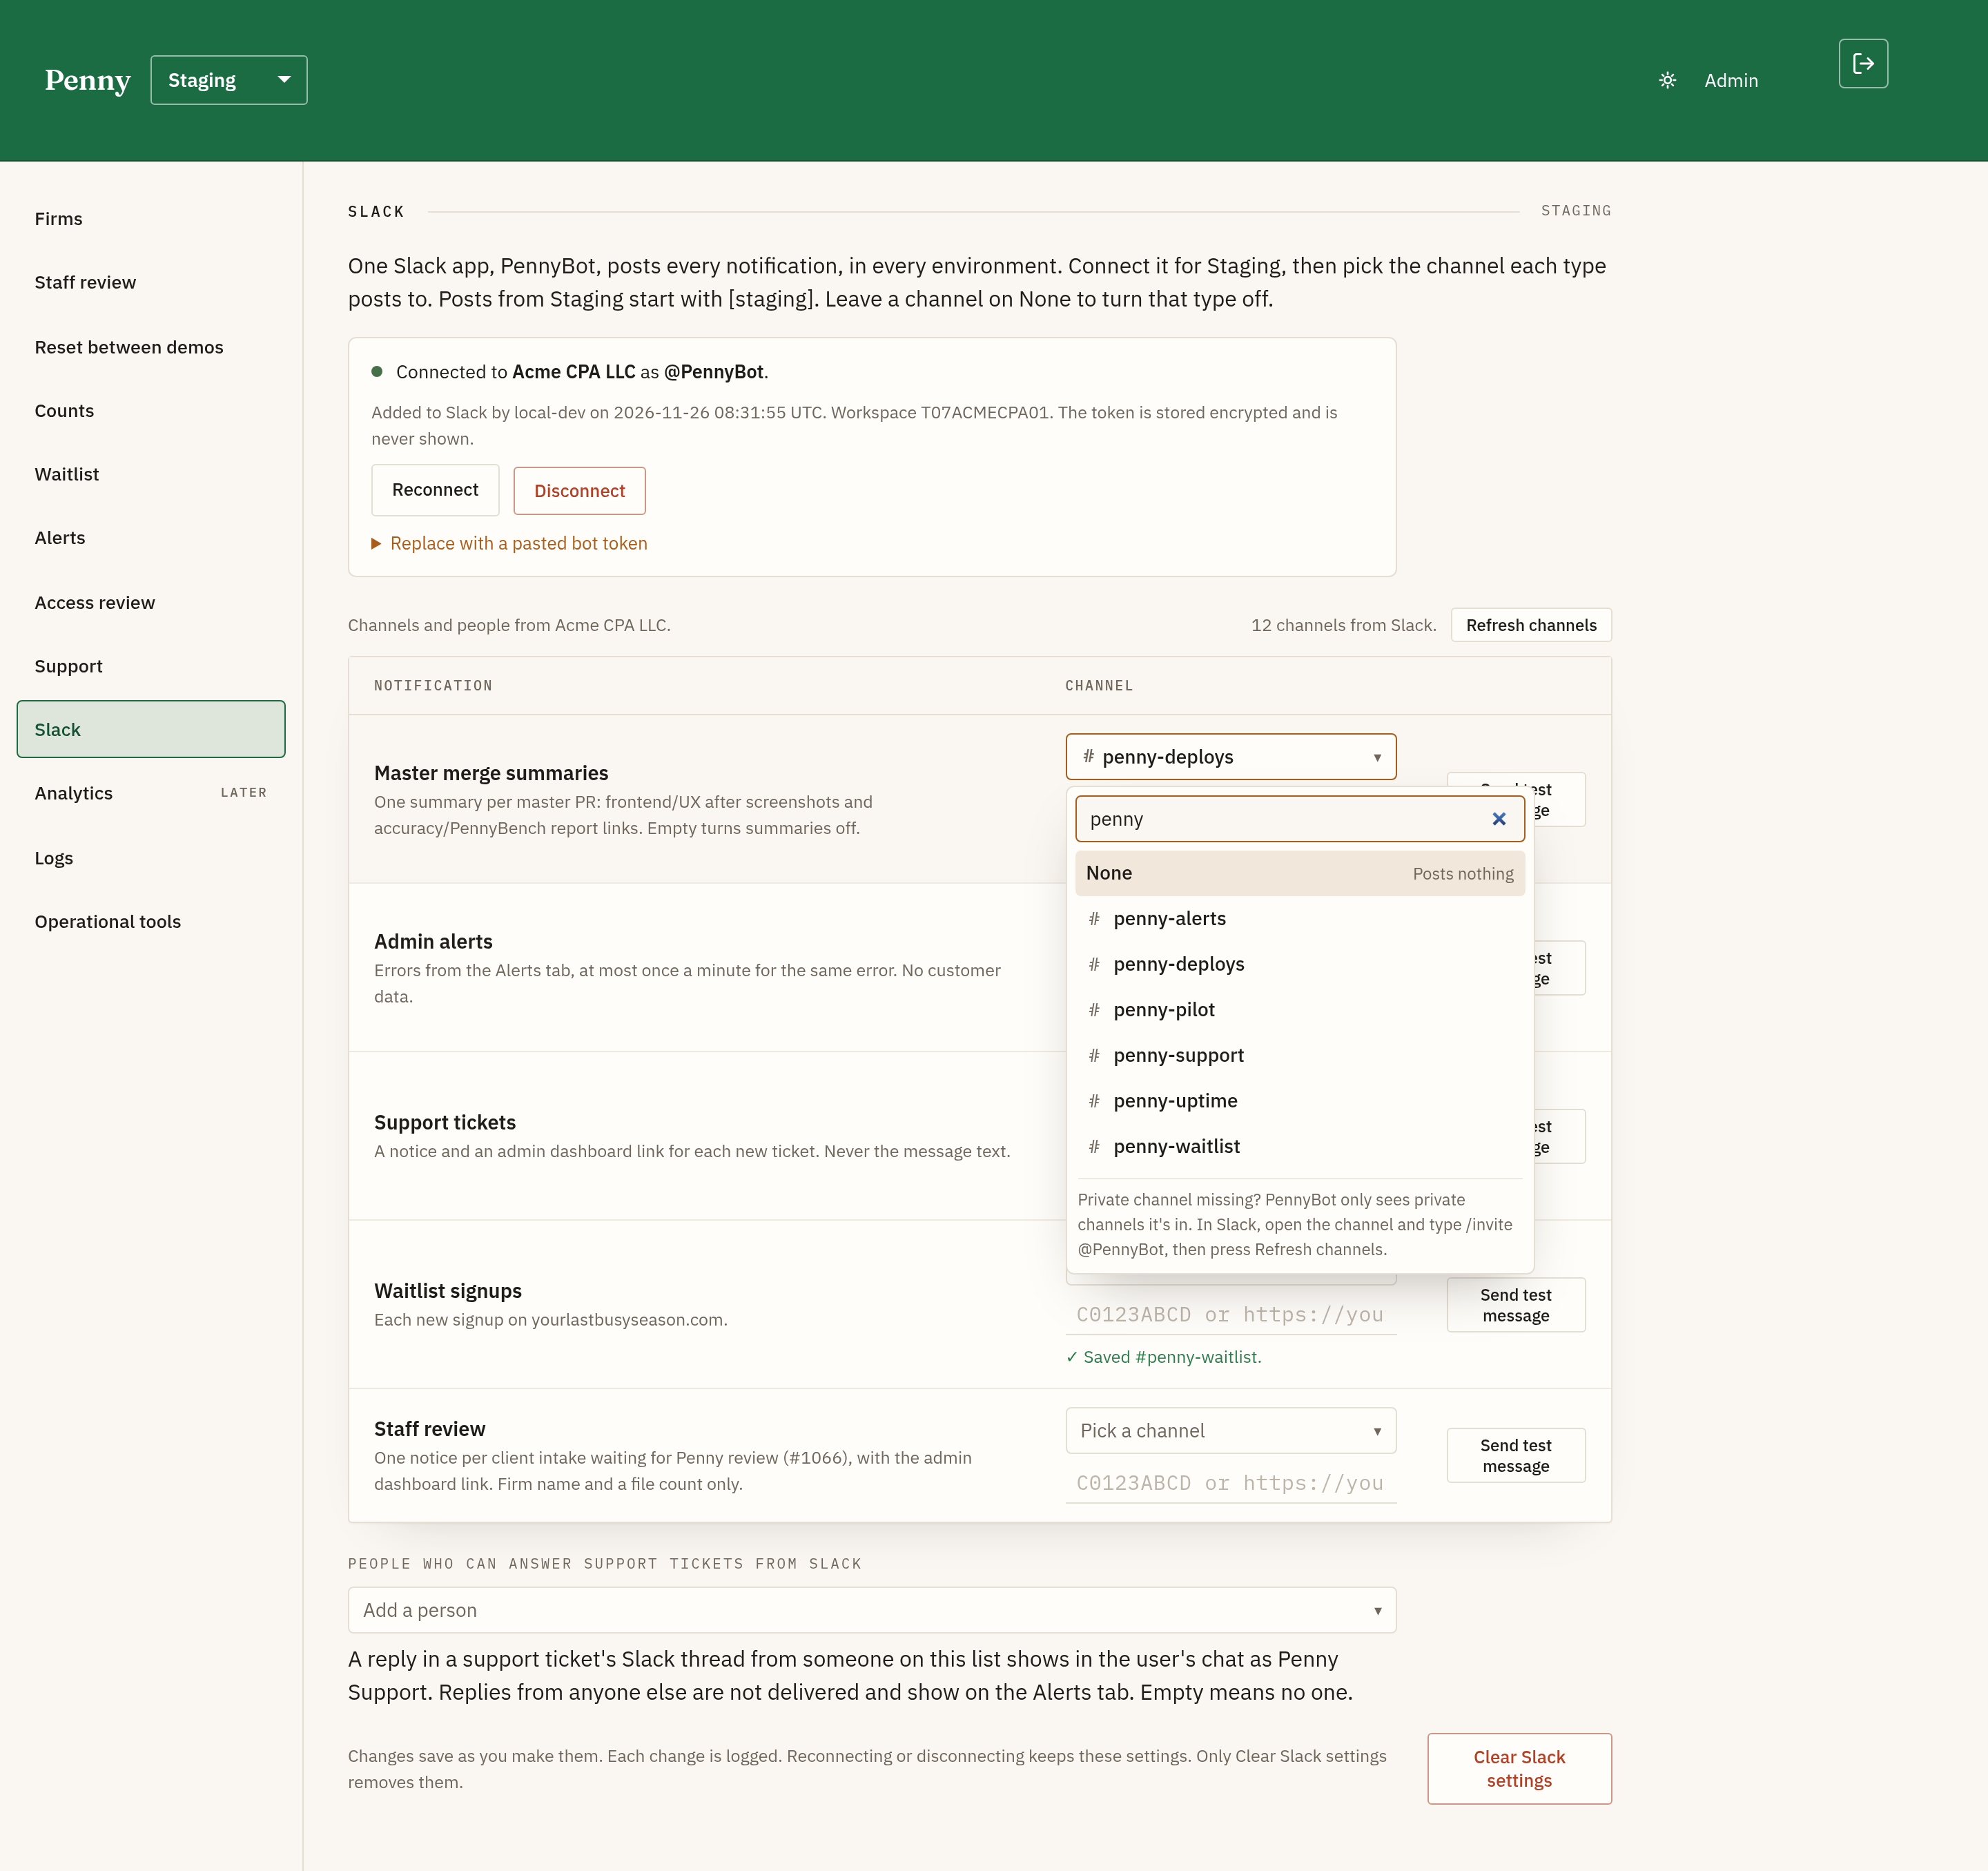 Penny
Staging
Admin
Firms
Staff review
Reset between demos
Counts
Waitlist
Alerts
Access review
Support
Slack
Analytics LATER
Logs
Operational tools
SLACK
STAGING
One Slack app, PennyBot, posts every notification, in every environment. Connect it for Staging, then pick the channel each type
posts to. Posts from Staging start with [staging]. Leave a channel on None to turn that type off.
Connected to Acme CPA LLC as @PennyBot.
Added to Slack by local-dev on 2026-11-26 08:31:55 UTC. Workspace T07ACMECPA01. The token is stored encrypted and is
never shown.
Reconnect
Disconnect
▶ Replace with a pasted bot token
Channels and people from Acme CPA LLC.
12 channels from Slack.
Refresh channels
NOTIFICATION
CHANNEL
Master merge summaries
One summary per master PR: frontend/UX after screenshots and
accuracy/PennyBench report links. Empty turns summaries off.
# penny-deploys
penny
None
Posts nothing
# penny-alerts
# penny-deploys
# penny-pilot
# penny-support
# penny-uptime
# penny-waitlist
Private channel missing? PennyBot only sees private
channels it's in. In Slack, open the channel and type /invite
@PennyBot, then press Refresh channels.
Admin alerts
Errors from the Alerts tab, at most once a minute for the same error. No customer
data.
Support tickets
A notice and an admin dashboard link for each new ticket. Never the message text.
Waitlist signups
Each new signup on yourlastbusyseason.com.
C0123ABCD or https://you
✓ Saved #penny-waitlist.
Send test
message
Staff review
One notice per client intake waiting for Penny review (#1066), with the admin
dashboard link. Firm name and a file count only.
Pick a channel
C0123ABCD or https://you
Send test
message
PEOPLE WHO CAN ANSWER SUPPORT TICKETS FROM SLACK
Add a person
A reply in a support ticket's Slack thread from someone on this list shows in the user's chat as Penny
Support. Replies from anyone else are not delivered and show on the Alerts tab. Empty means no one.
Changes save as you make them. Each change is logged. Reconnecting or disconnecting keeps these settings. Only Clear Slack settings
removes them.
Clear Slack
settings